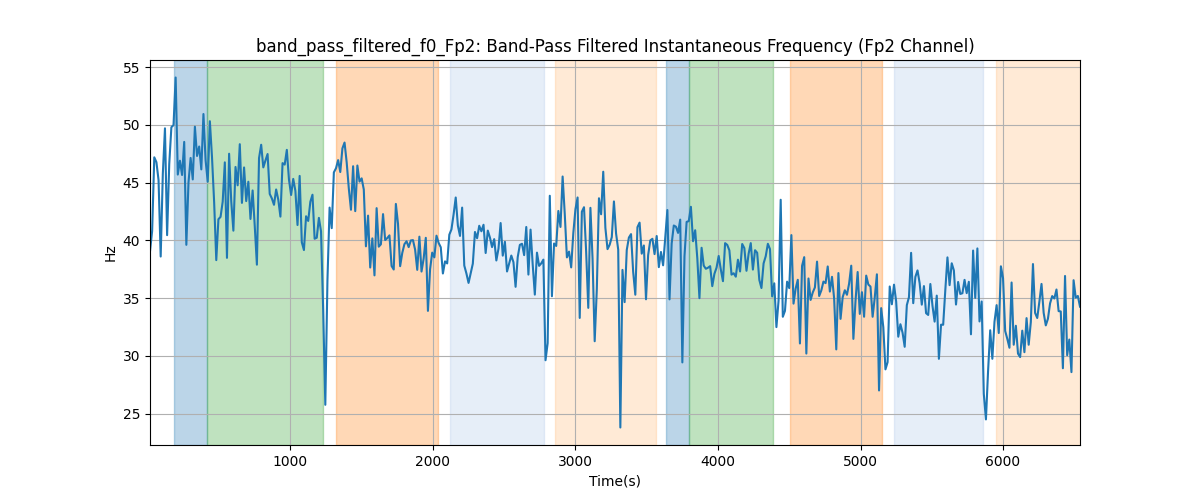 band_pass_filtered_f0_Fp2: Band-Pass Filtered Instantaneous Frequency (Fp2 Channel)
55
50
45
40
35
30
25
Hz
1000 2000 3000 4000 5000 6000
Time(s)